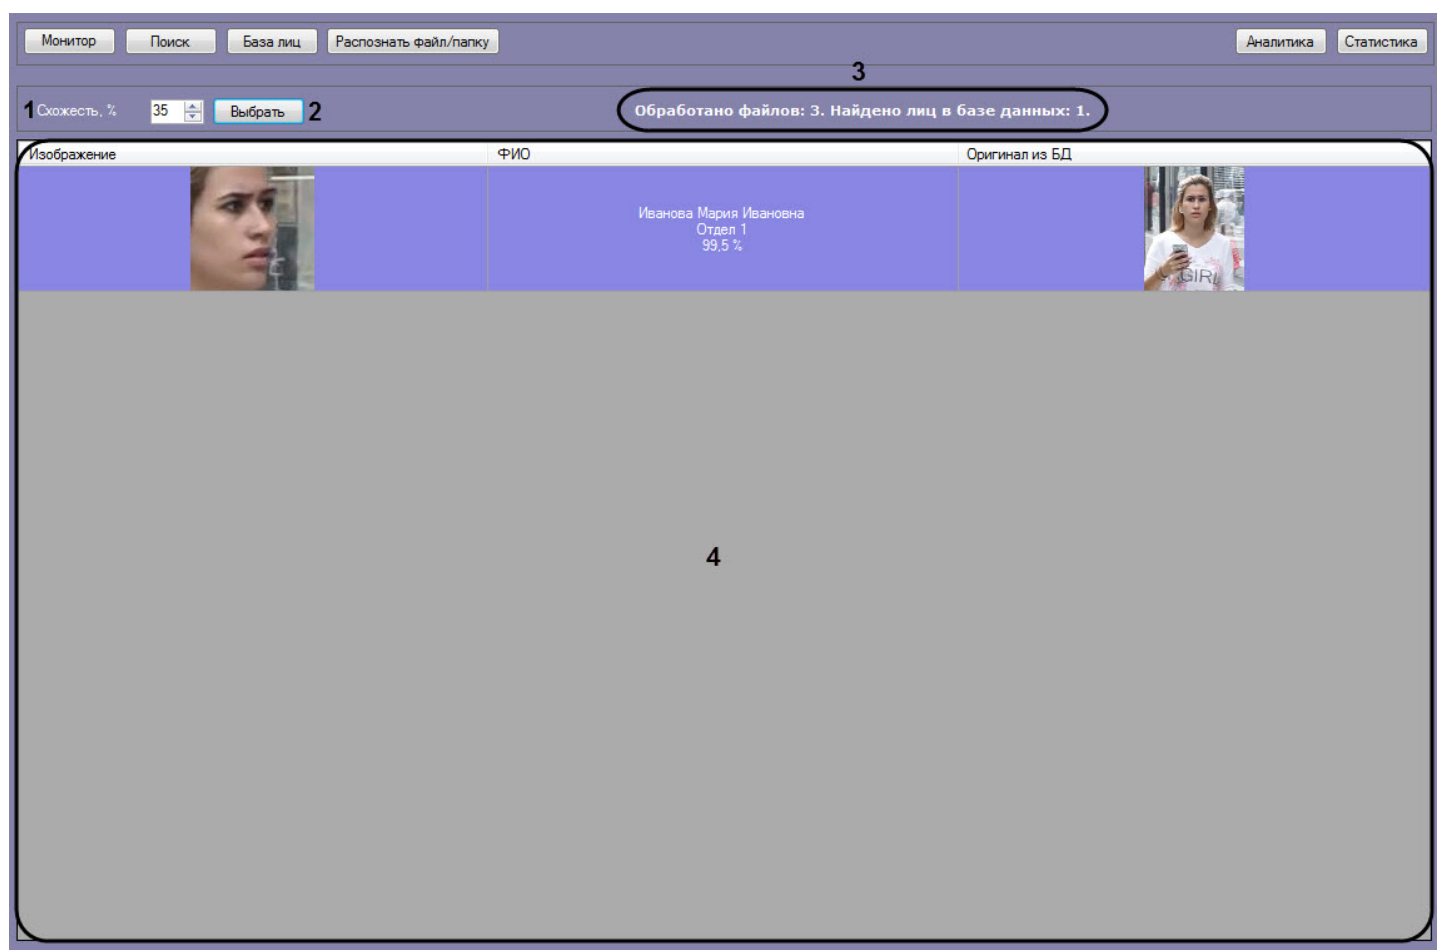 Монитор Поиск База лиц Распознать файл/папку Аналитика Статистика
3
1 Схожесть, % 35 Выбрать 2 Обработано файлов: 3. Найдено лиц в базе данных: 1.
Изображение ФИО Оригинал из БД
Иванова Мария Ивановна
Отдел 1
99,5 %
GIRL
4